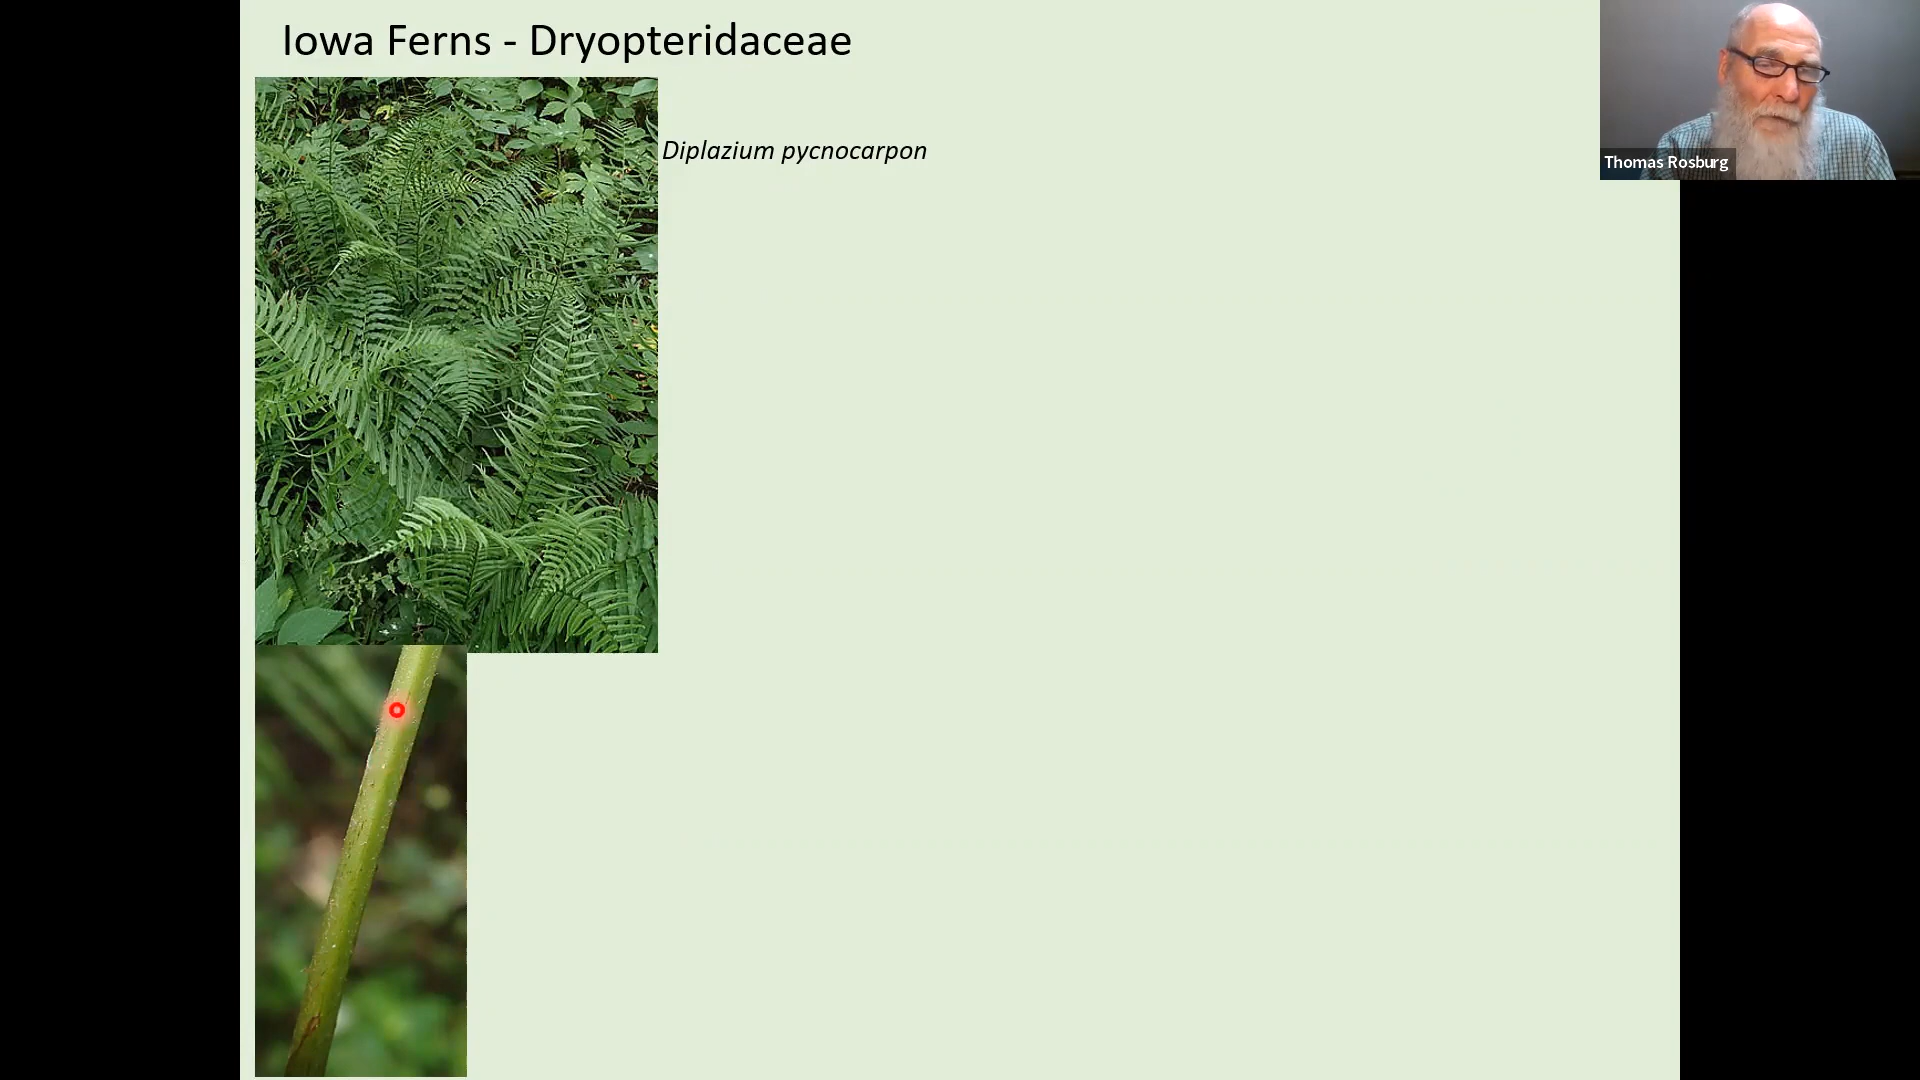 Iowa Ferns - Dryopteridaceae
Diplazium pycnocarpon
Thomas Rosburg